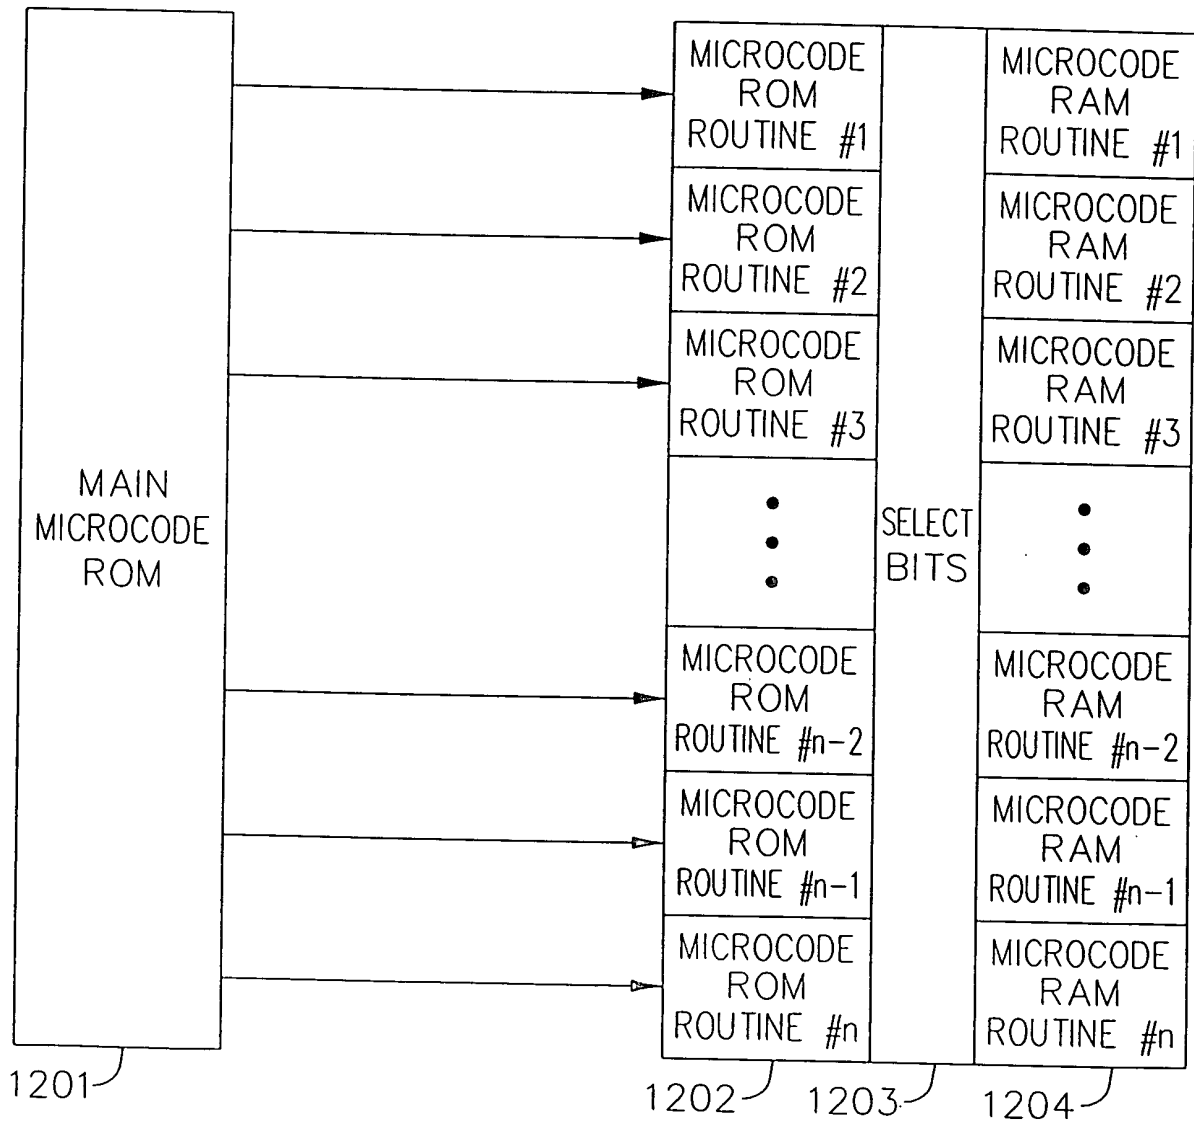 MAIN
MICROCODE
ROM
MICROCODE
ROM
ROUTINE #1
MICROCODE
ROM
ROUTINE #2
MICROCODE
ROM
ROUTINE #3
MICROCODE
ROM
ROUTINE #n-2
MICROCODE
ROM
ROUTINE #n-1
MICROCODE
ROM
ROUTINE #n
SELECT
BITS
MICROCODE
RAM
ROUTINE #1
MICROCODE
RAM
ROUTINE #2
MICROCODE
RAM
ROUTINE #3
MICROCODE
RAM
ROUTINE #n-2
MICROCODE
RAM
ROUTINE #n-1
MICROCODE
RAM
ROUTINE #n
1201
1202
1203
1204